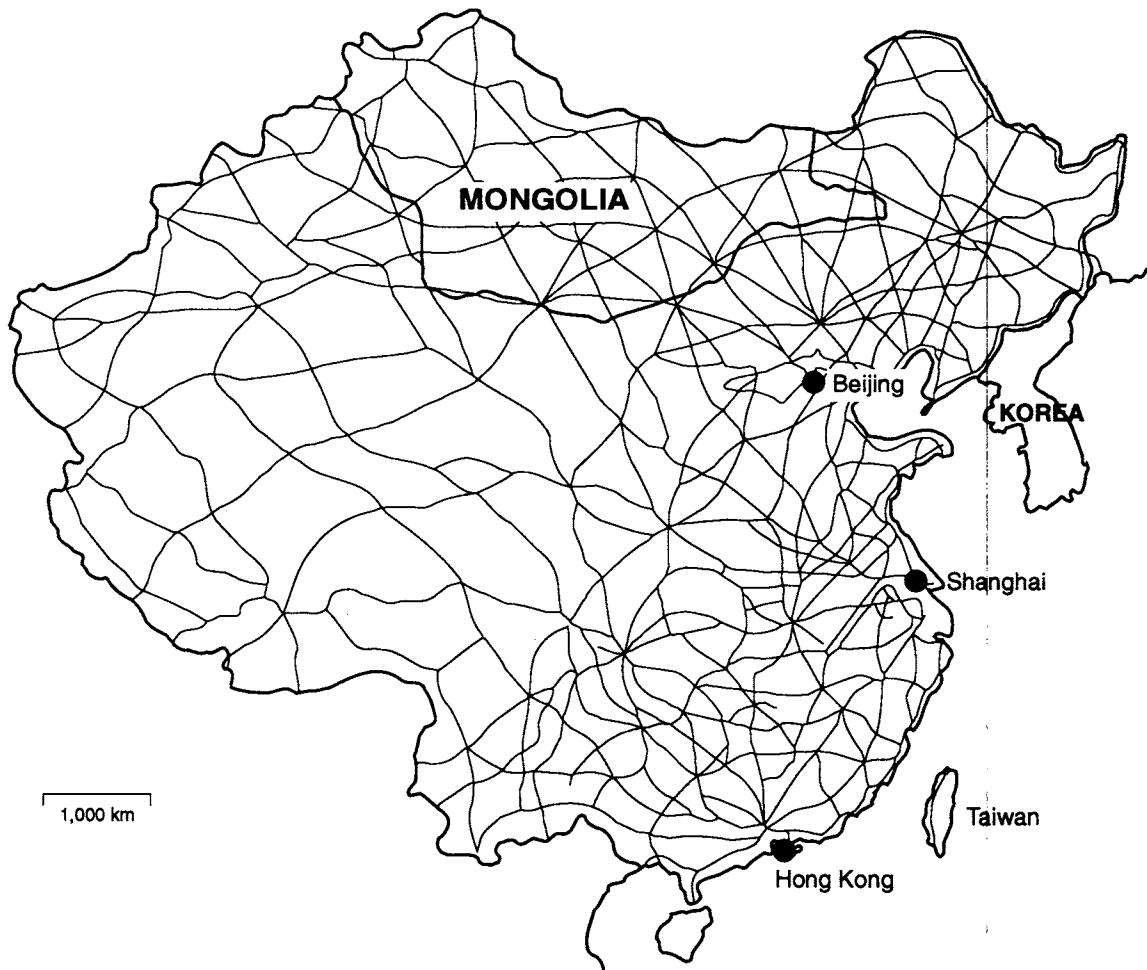 MONGOLIA
Beijing
KOREA
Shanghai
1,000 km
Taiwan
Hong Kong